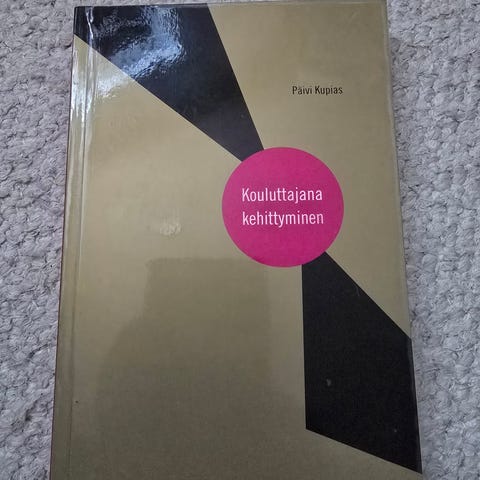 Päivi Kupias
Kouluttajana
kehittyminen